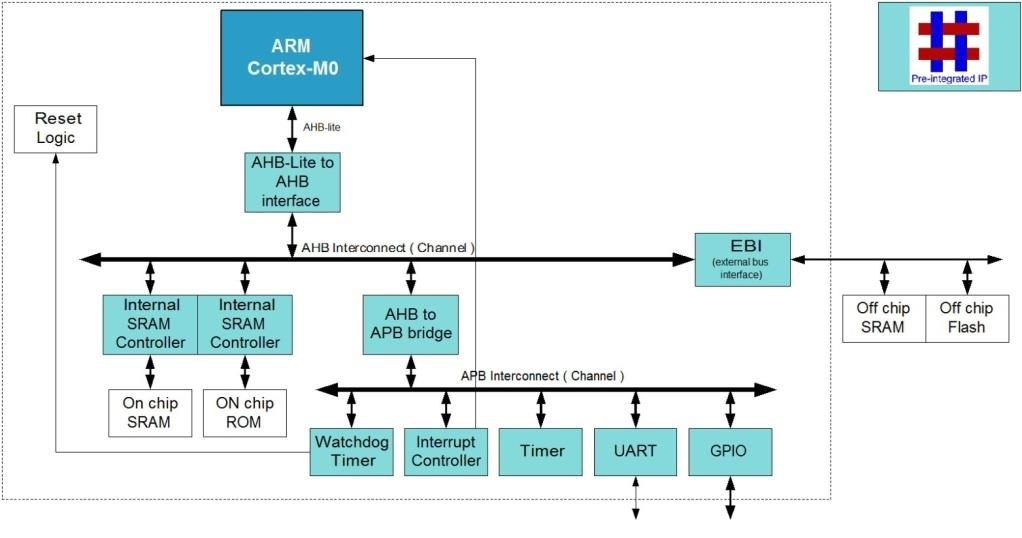 ARM
Cortex-M0
Pre-integrated IP
Reset
Logic
AHB-lite
AHB-Lite to
AHB
interface
AHB Interconnect ( Channel )
EBI
(external bus
interface)
Internal
SRAM
Controller
Internal
SRAM
Controller
AHB to
APB bridge
Off chip
SRAM
Off chip
Flash
APB Interconnect ( Channel )
On chip
SRAM
ON chip
ROM
Watchdog
Timer
Interrupt
Controller
Timer
UART
GPIO